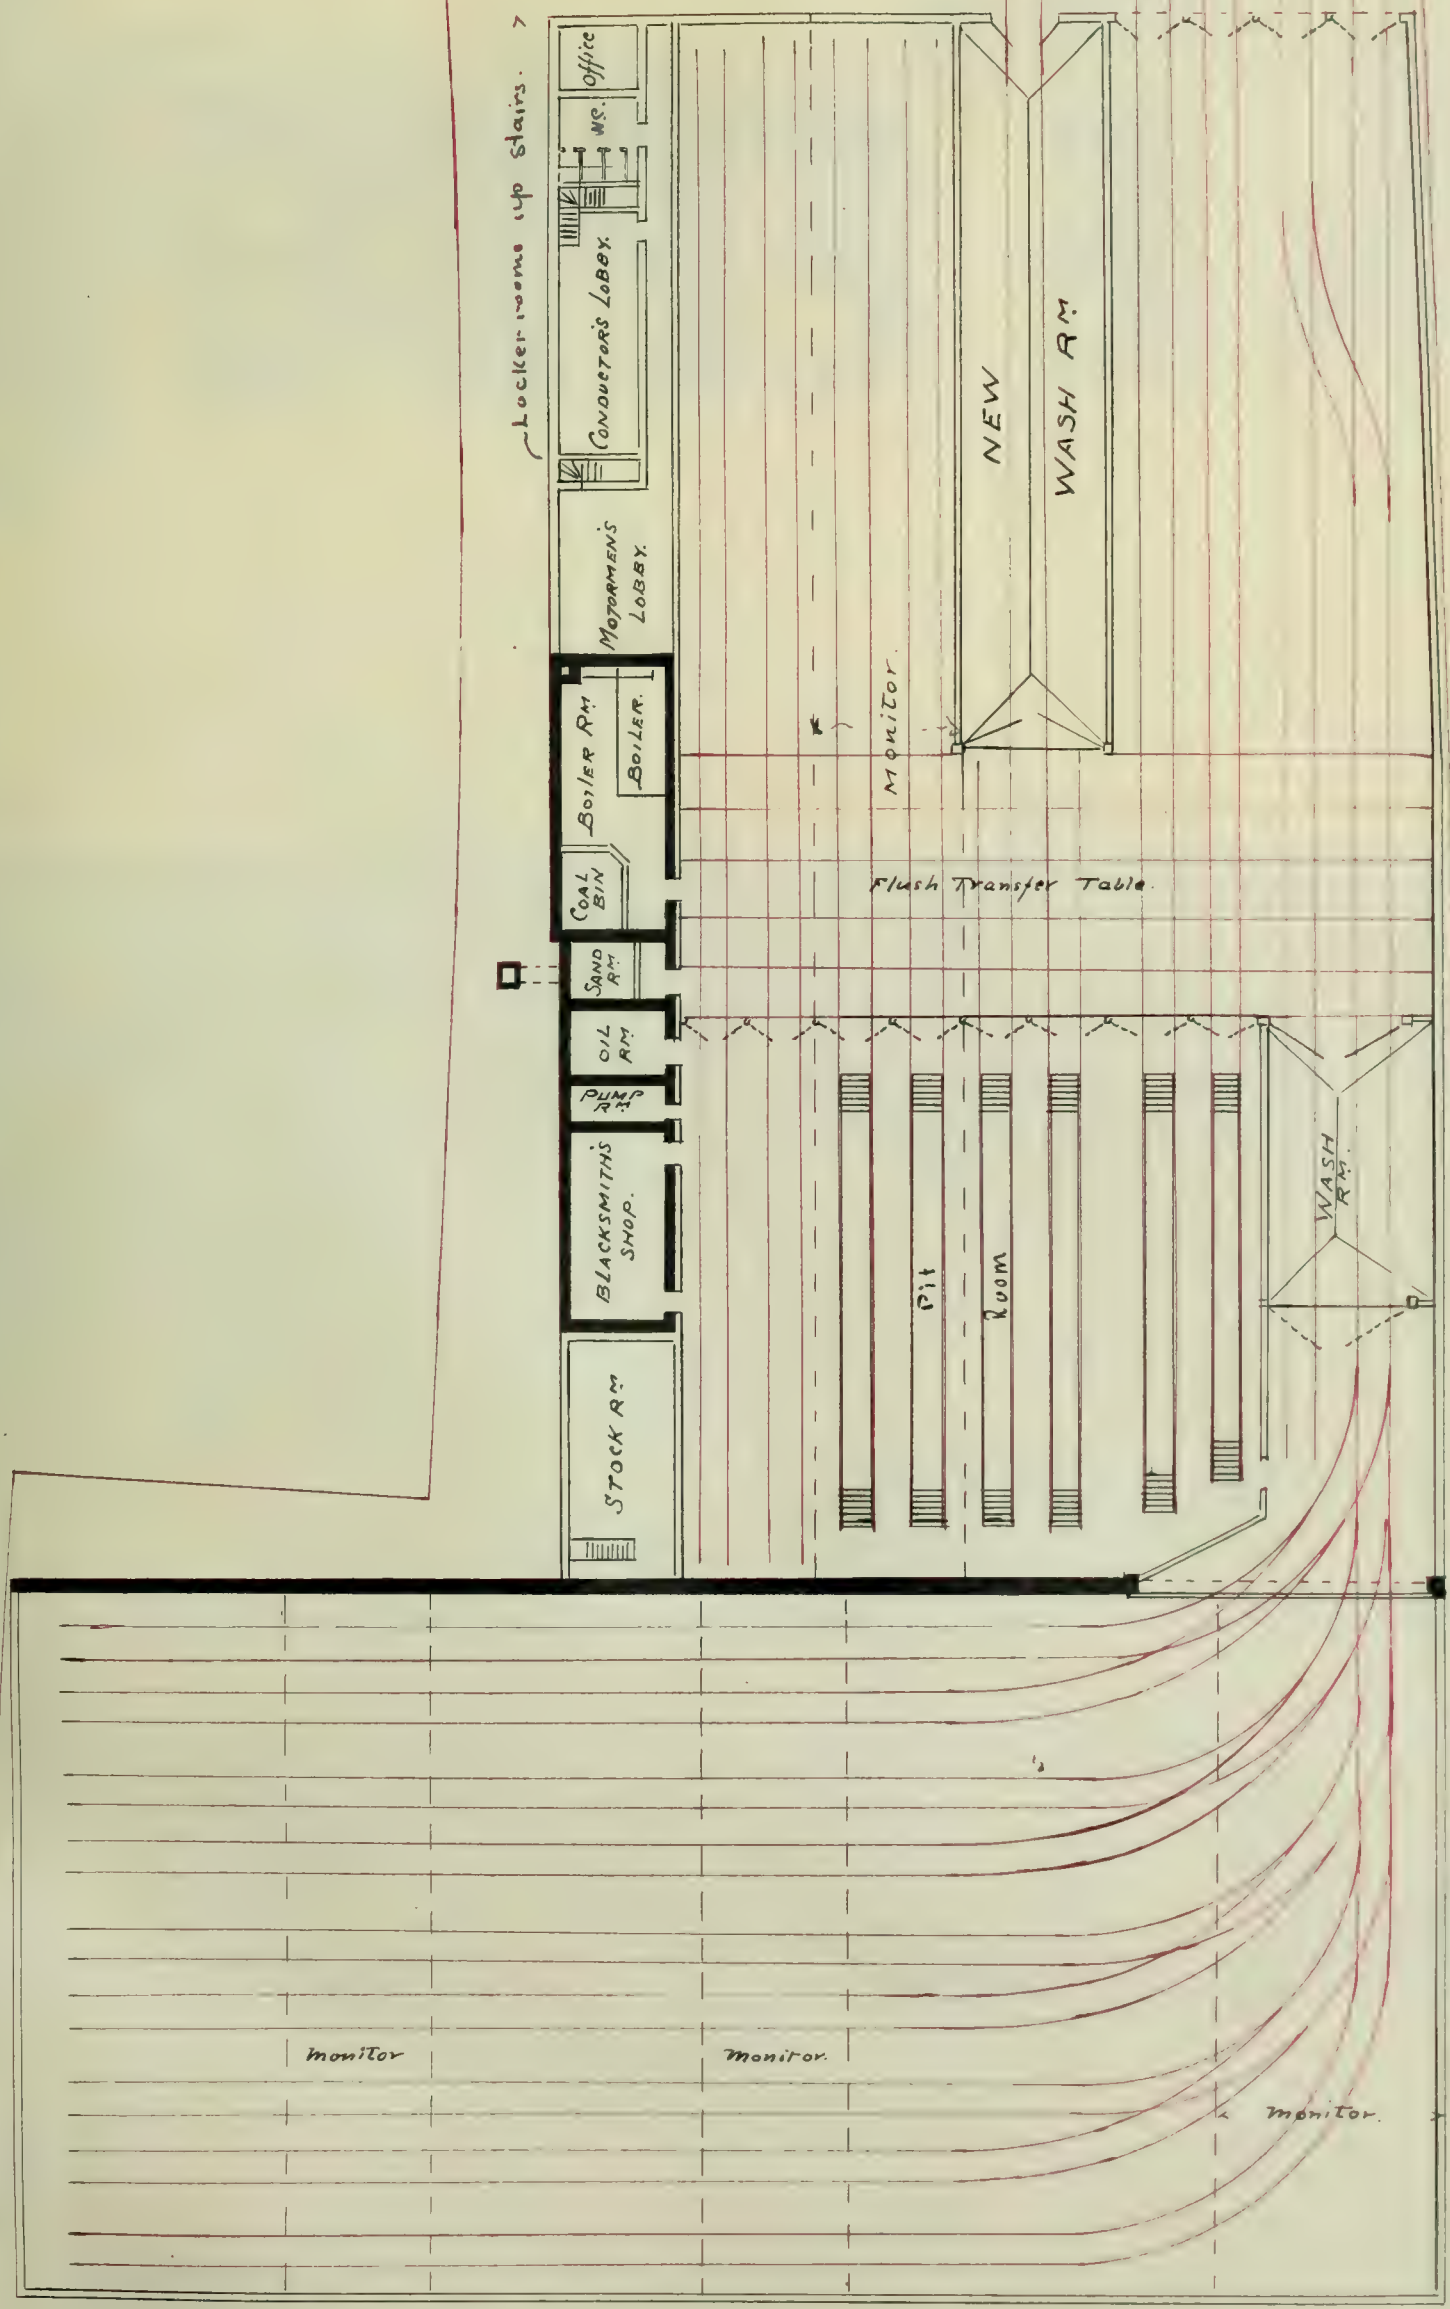 Locker rooms up stairs.
Office
W.C.
CONDUCTOR'S LOBBY.
MOTORMEN'S
LOBBY.
BOILER RM
BOILER.
COAL
BIN
SAND
RM
OIL
RM
PUMP
RM
BLACKSMITH'S
SHOP.
STOCK RM
NEW
WASH RM
Monitor.
Flush Transfer Table.
Pit
Room
WASH
RM.
Monitor
Monitor.
Monitor.